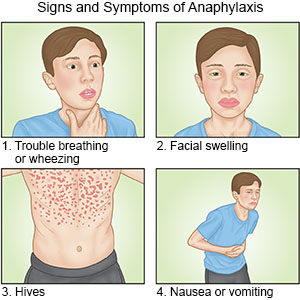 Signs and Symptoms of Anaphylaxis
1. Trouble breathing
or wheezing
2. Facial swelling
3. Hives
4. Nausea or vomiting